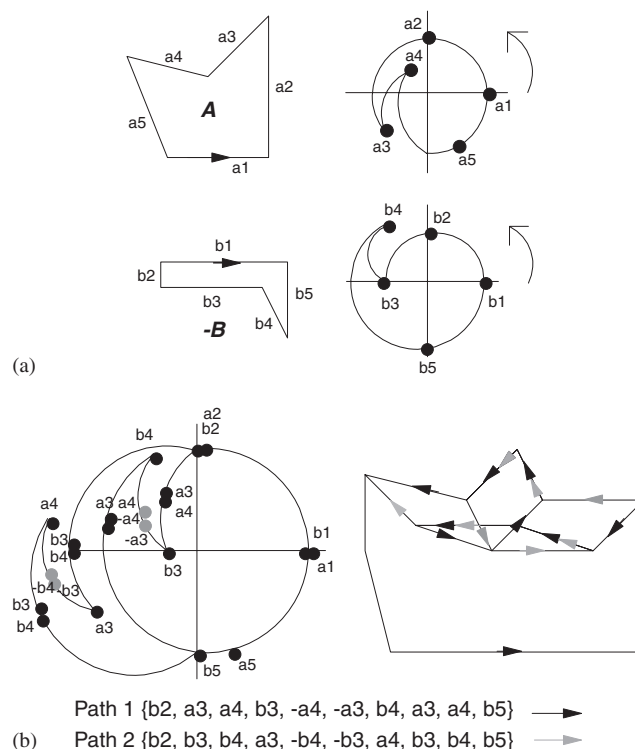 a3
a4
A
a2
a5
a1
a2
a4
a1
a3
a5
b1
b2
b3
b5
b4
-B
b4
b2
b3
b1
b5
(a)
a2
b2
b4
a4
a3
a4
a3
-a4
a4
b3
b4
-a3
b3
b1
a1
-b4
-b3
b3
b4
a3
b5
a5
Path 1 {b2, a3, a4, b3, -a4, -a3, b4, a3, a4, b5}
(b) Path 2 {b2, b3, b4, a3, -b4, -b3, a4, b3, b4, b5}